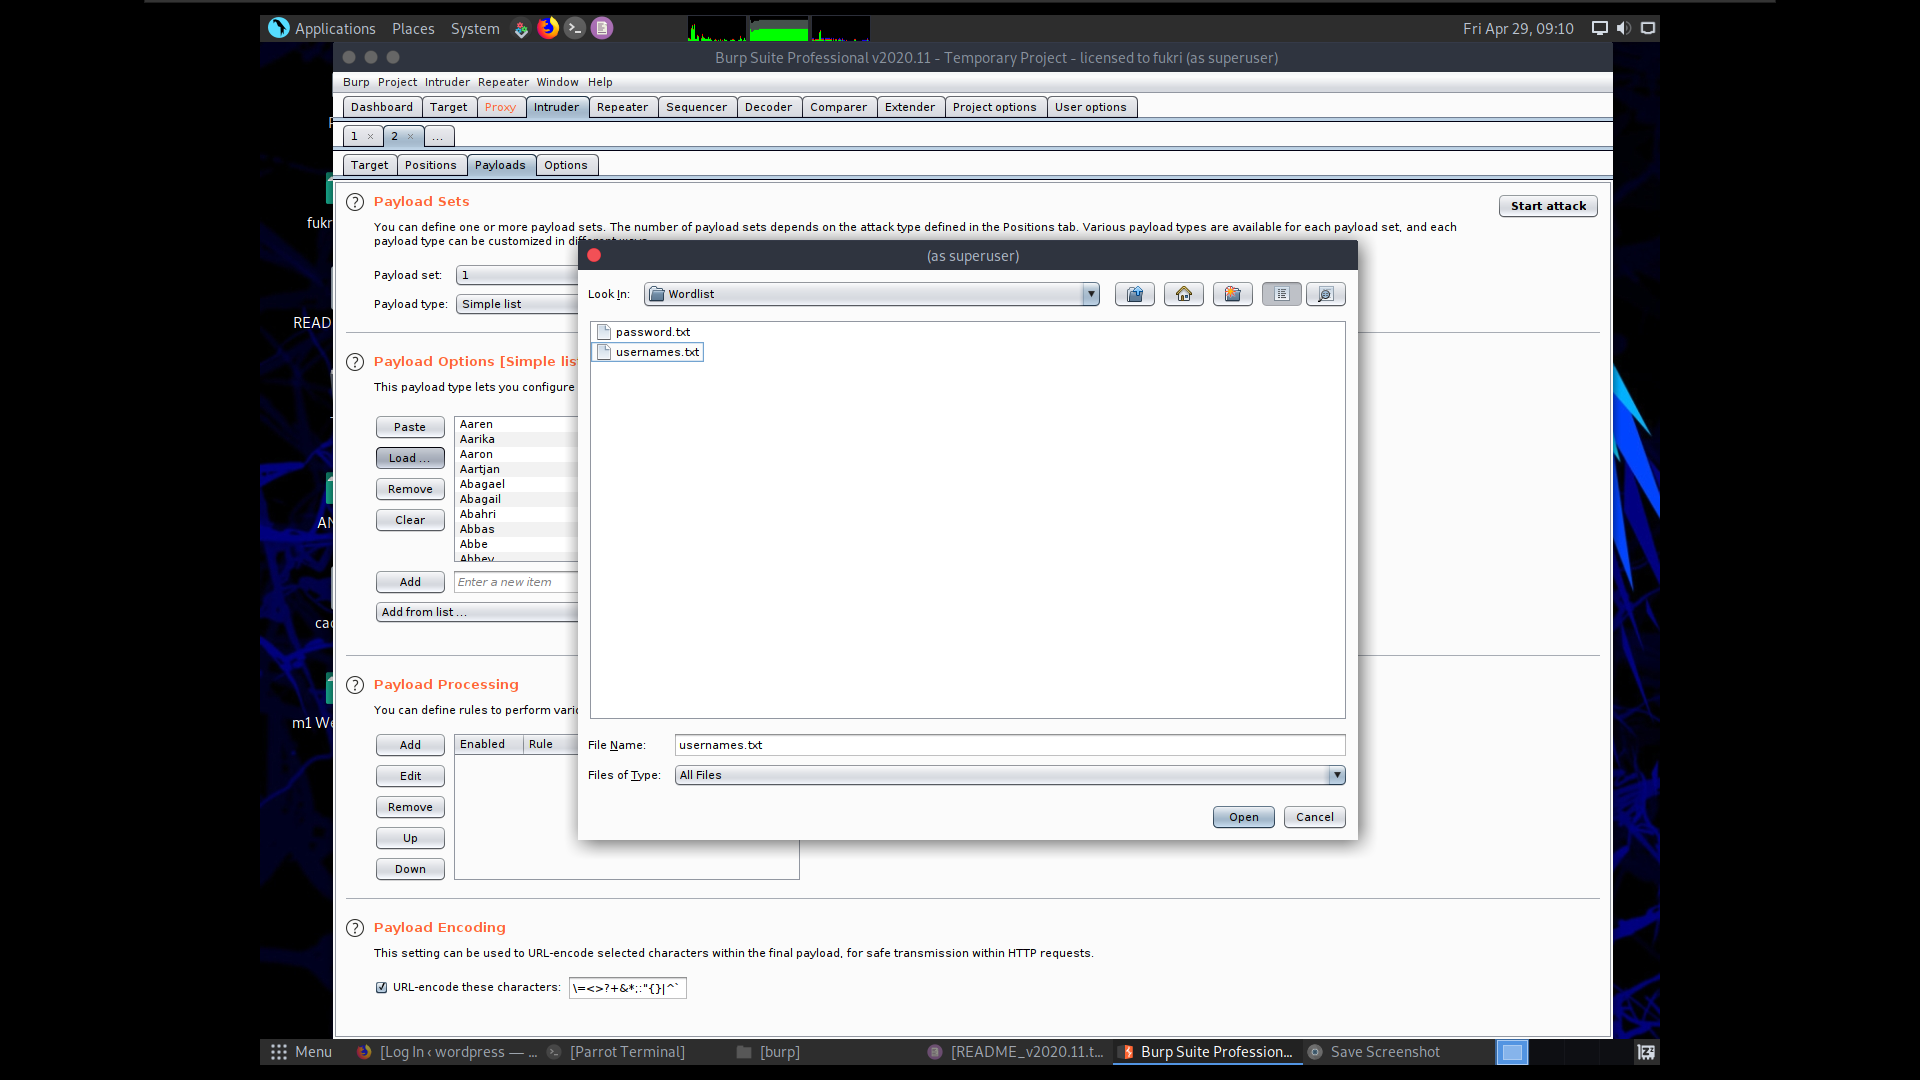 Applications Places System
Fri Apr 29, 09:10
Burp Suite Professional v2020.11 - Temporary Project - licensed to fukri (as superuser)
Burp Project Intruder Repeater Window Help
Dashboard Target Proxy Intruder Repeater Sequencer Decoder Comparer Extender Project options User options
1 × 2 × ...
Target Positions Payloads Options
? Payload Sets
Start attack
You can define one or more payload sets. The number of payload sets depends on the attack type defined in the Positions tab. Various payload types are available for each payload set, and each
payload type can be customized in different ways.
Payload set: 1
Payload type: Simple list
? Payload Options [Simple lis
This payload type lets you configure
Paste
Load ...
Remove
Clear
Aaren
Aarika
Aaron
Aartjan
Abagael
Abagail
Abahri
Abbas
Abbe
Abbey
Add Enter a new item
Add from list ...
(as superuser)
Look In: Wordlist
password.txt
usernames.txt
File Name: usernames.txt
Files of Type: All Files
Open Cancel
? Payload Processing
You can define rules to perform vario
Add
Edit
Remove
Up
Down
Enabled Rule
? Payload Encoding
This setting can be used to URL-encode selected characters within the final payload, for safe transmission within HTTP requests.
URL-encode these characters: \=<>?+&*;:"{}|^`
fukr
READ
AN
cac
m1 We
Menu [Log In ‹ wordpress — ... [Parrot Terminal] [burp] [README_v2020.11.t... Burp Suite Profession... Save Screenshot